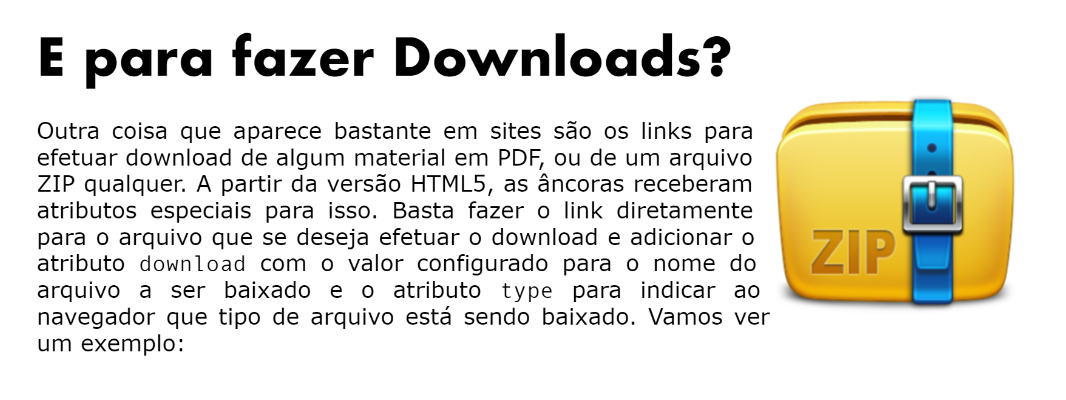 E para fazer Downloads?
Outra coisa que aparece bastante em sites são os links para
efetuar download de algum material em PDF, ou de um arquivo
ZIP qualquer. A partir da versão HTML5, as âncoras receberam
atributos especiais para isso. Basta fazer o link diretamente
para o arquivo que se deseja efetuar o download e adicionar o
atributo download com o valor configurado para o nome do
arquivo a ser baixado e o atributo type para indicar ao
navegador que tipo de arquivo está sendo baixado. Vamos ver
um exemplo:
ZIP